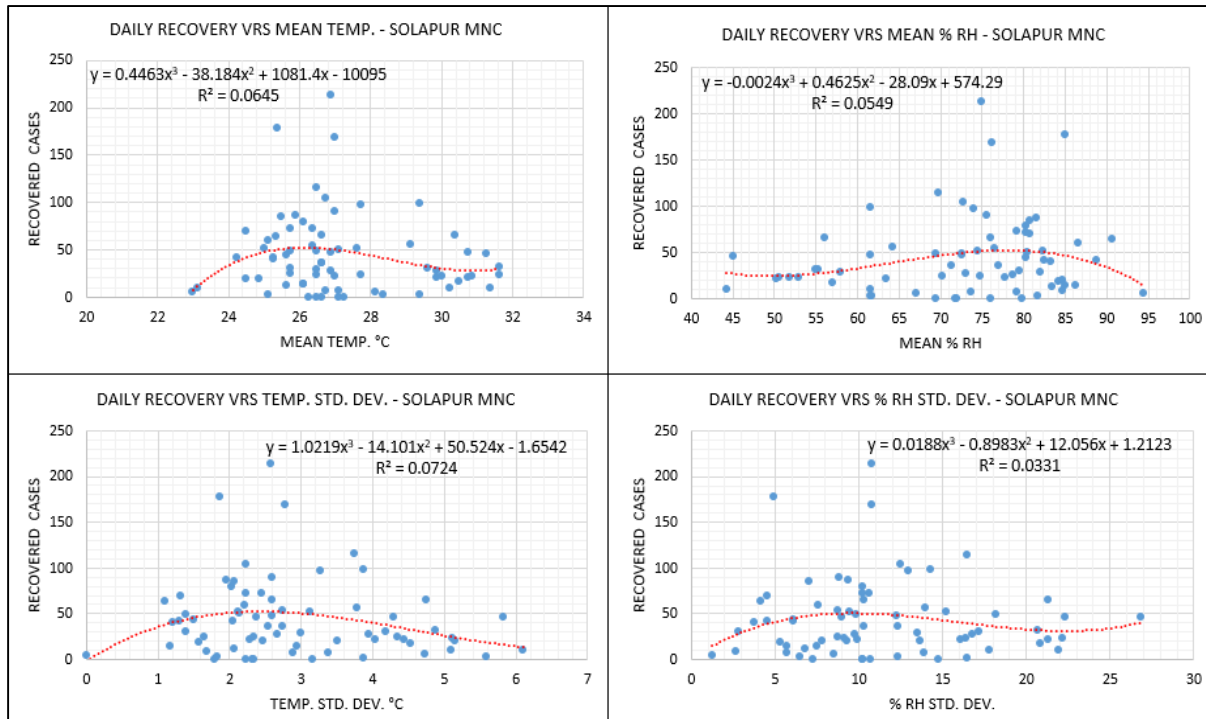 DAILY RECOVERY VRS MEAN TEMP. - SOLAPUR MNC
y = 0.4463x³ - 38.184x² + 1081.4x - 10095
R² = 0.0645
RECOVERED CASES
250
200
150
100
50
0
20 22 24 26 28 30 32 34
MEAN TEMP. °C
DAILY RECOVERY VRS MEAN % RH - SOLAPUR MNC
y = -0.0024x³ + 0.4625x² - 28.09x + 574.29
R² = 0.0549
RECOVERED CASES
250
200
150
100
50
0
40 45 50 55 60 65 70 75 80 85 90 95 100
MEAN % RH
DAILY RECOVERY VRS TEMP. STD. DEV. - SOLAPUR MNC
y = 1.0219x³ - 14.101x² + 50.524x - 1.6542
R² = 0.0724
RECOVERED CASES
250
200
150
100
50
0
0 1 2 3 4 5 6 7
TEMP. STD. DEV. °C
DAILY RECOVERY VRS % RH STD. DEV. - SOLAPUR MNC
y = 0.0188x³ - 0.8983x² + 12.056x + 1.2123
R² = 0.0331
RECOVERED CASES
250
200
150
100
50
0
0 5 10 15 20 25 30
% RH STD. DEV.